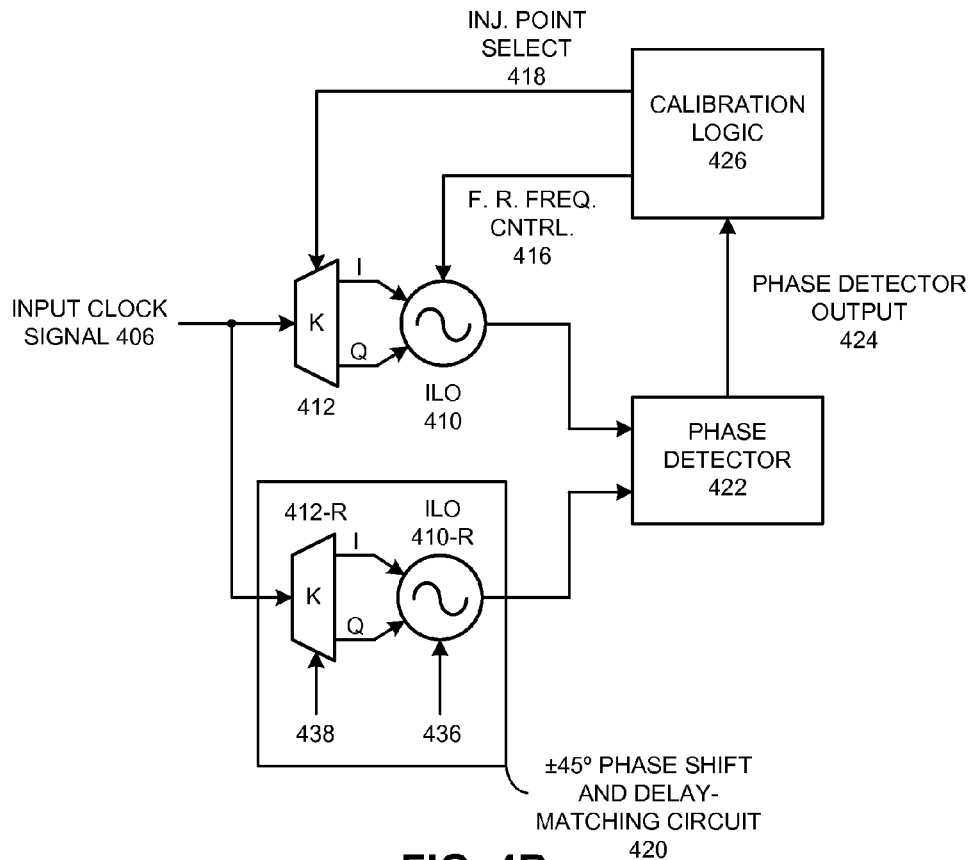 INJ. POINT
SELECT
418
CALIBRATION
LOGIC
426
F. R. FREQ.
CNTRL.
416
I
K
Q
INPUT CLOCK
SIGNAL 406
412
ILO
410
PHASE DETECTOR
OUTPUT
424
PHASE
DETECTOR
422
412-R
ILO
410-R
I
K
Q
438
436
±45º PHASE SHIFT
AND DELAY-
MATCHING CIRCUIT
420